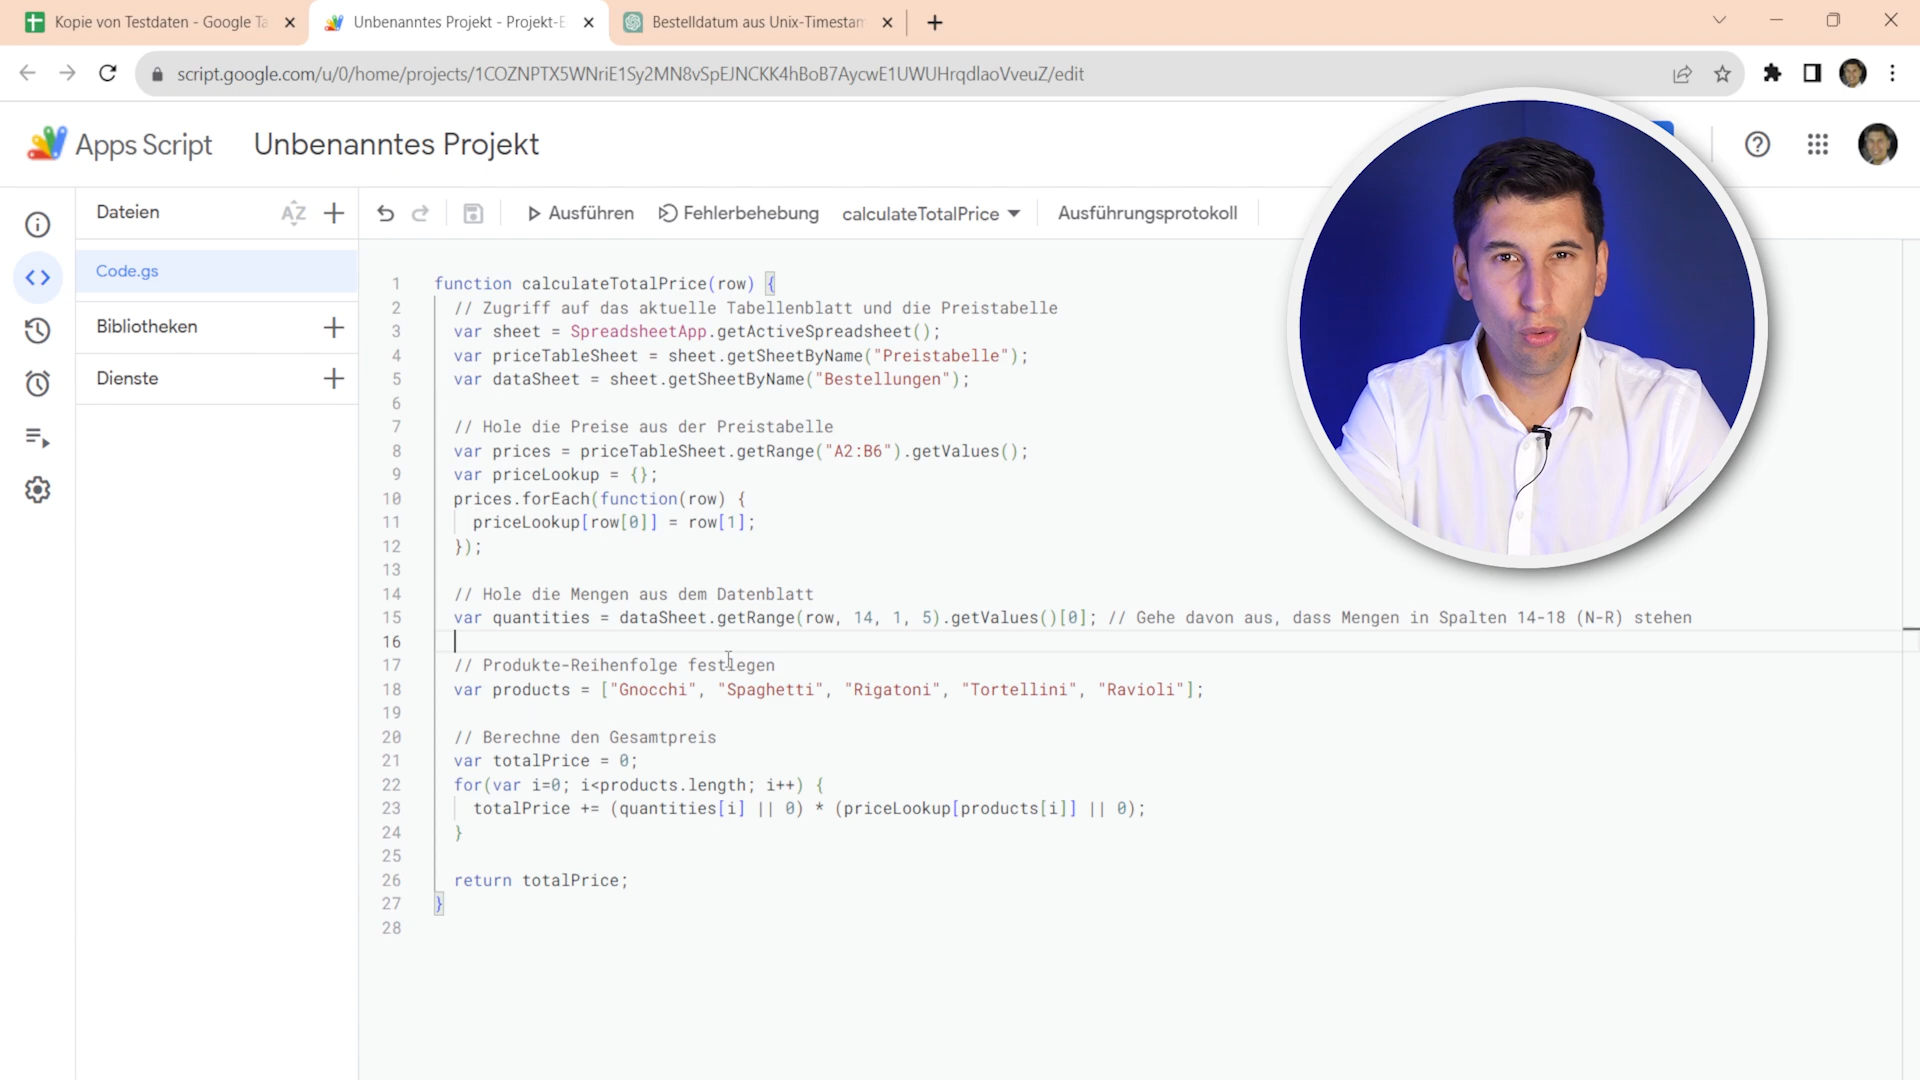 Kopie von Testdaten - Google Ta
Unbenanntes Projekt - Projekt-E
Bestelldatum aus Unix-Timestam
script.google.com/u/0/home/projects/1COZNPTX5WNriE1Sy2MN8vSpEJNCKK4hBoB7AycwE1UWUHrqdlaoVveuZ/edit
Apps Script
Unbenanntes Projekt
Dateien
AZ
Ausführen
Fehlerbehebung
calculateTotalPrice
Ausführungsprotokoll
Code.gs
Bibliotheken
Dienste
1 function calculateTotalPrice(row) {
2 // Zugriff auf das aktuelle Tabellenblatt und die Preistabelle
3 var sheet = SpreadsheetApp.getActiveSpreadsheet();
4 var priceTableSheet = sheet.getSheetByName("Preistabelle");
5 var dataSheet = sheet.getSheetByName("Bestellungen");
6
7 // Hole die Preise aus der Preistabelle
8 var prices = priceTableSheet.getRange("A2:B6").getValues();
9 var priceLookup = {};
10 prices.forEach(function(row) {
11 priceLookup[row[0]] = row[1];
12 });
13
14 // Hole die Mengen aus dem Datenblatt
15 var quantities = dataSheet.getRange(row, 14, 1, 5).getValues()[0]; // Gehe davon aus, dass Mengen in Spalten 14-18 (N-R) stehen
16
17 // Produkte-Reihenfolge festlegen
18 var products = ["Gnocchi", "Spaghetti", "Rigatoni", "Tortellini", "Ravioli"];
19
20 // Berechne den Gesamtpreis
21 var totalPrice = 0;
22 for(var i=0; i<products.length; i++) {
23 totalPrice += (quantities[i] || 0) * (priceLookup[products[i]] || 0);
24 }
25
26 return totalPrice;
27 }
28